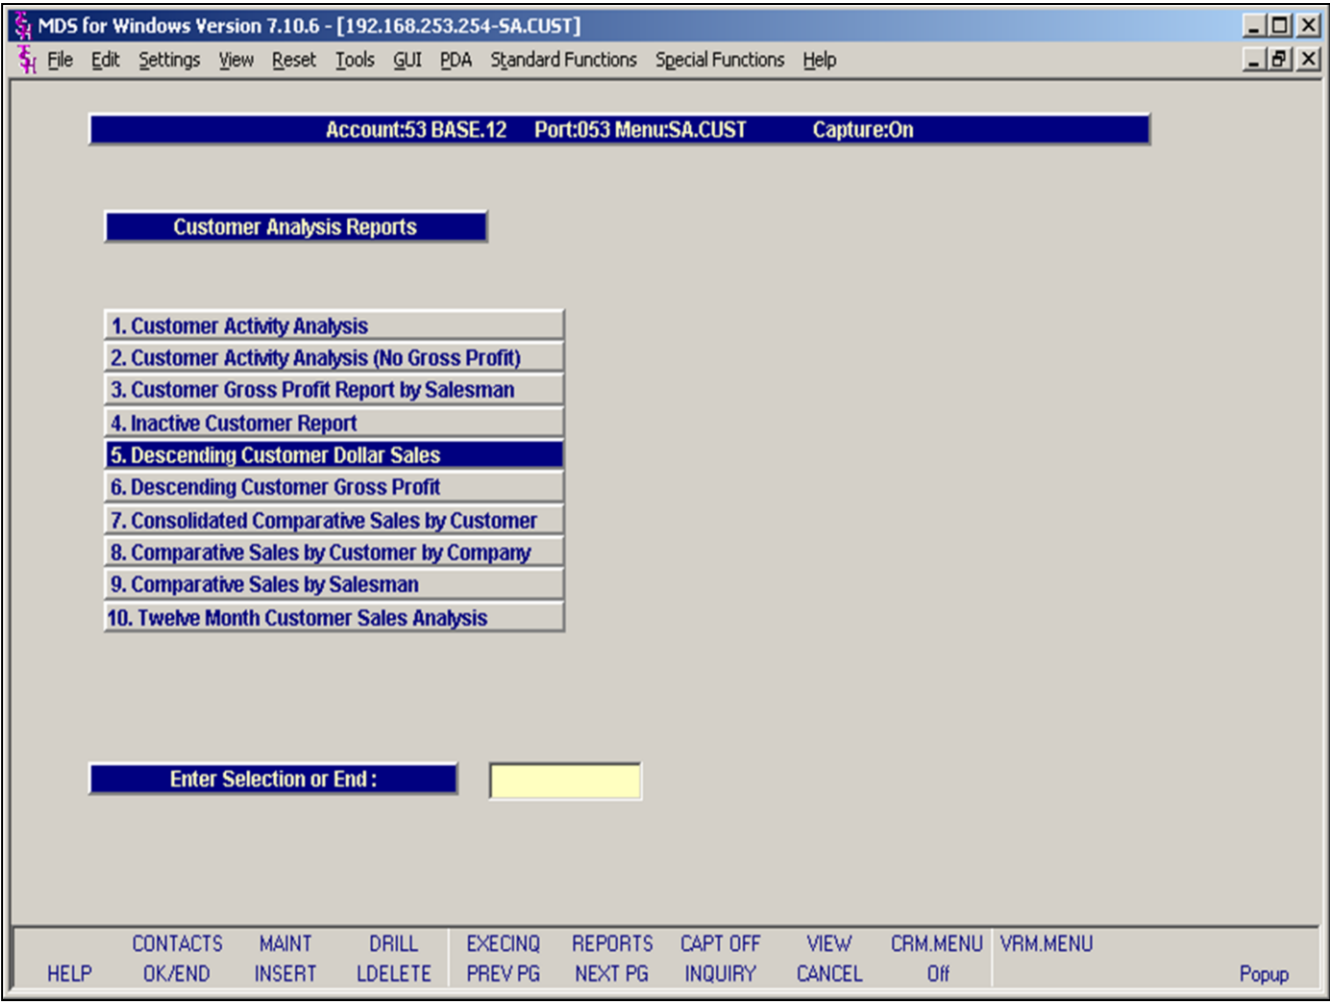 MDS for Windows Version 7.10.6 - [192.168.253.254-SA.CUST]
File Edit Settings View Reset Tools GUI PDA Standard Functions Special Functions Help
Account:53 BASE.12 Port:053 Menu:SA.CUST Capture:On
Customer Analysis Reports
1. Customer Activity Analysis
2. Customer Activity Analysis (No Gross Profit)
3. Customer Gross Profit Report by Salesman
4. Inactive Customer Report
5. Descending Customer Dollar Sales
6. Descending Customer Gross Profit
7. Consolidated Comparative Sales by Customer
8. Comparative Sales by Customer by Company
9. Comparative Sales by Salesman
10. Twelve Month Customer Sales Analysis
Enter Selection or End :
CONTACTS MAINT DRILL EXECINQ REPORTS CAPT OFF VIEW CRM.MENU VRM.MENU
HELP OK/END INSERT LDELETE PREV PG NEXT PG INQUIRY CANCEL Off Popup